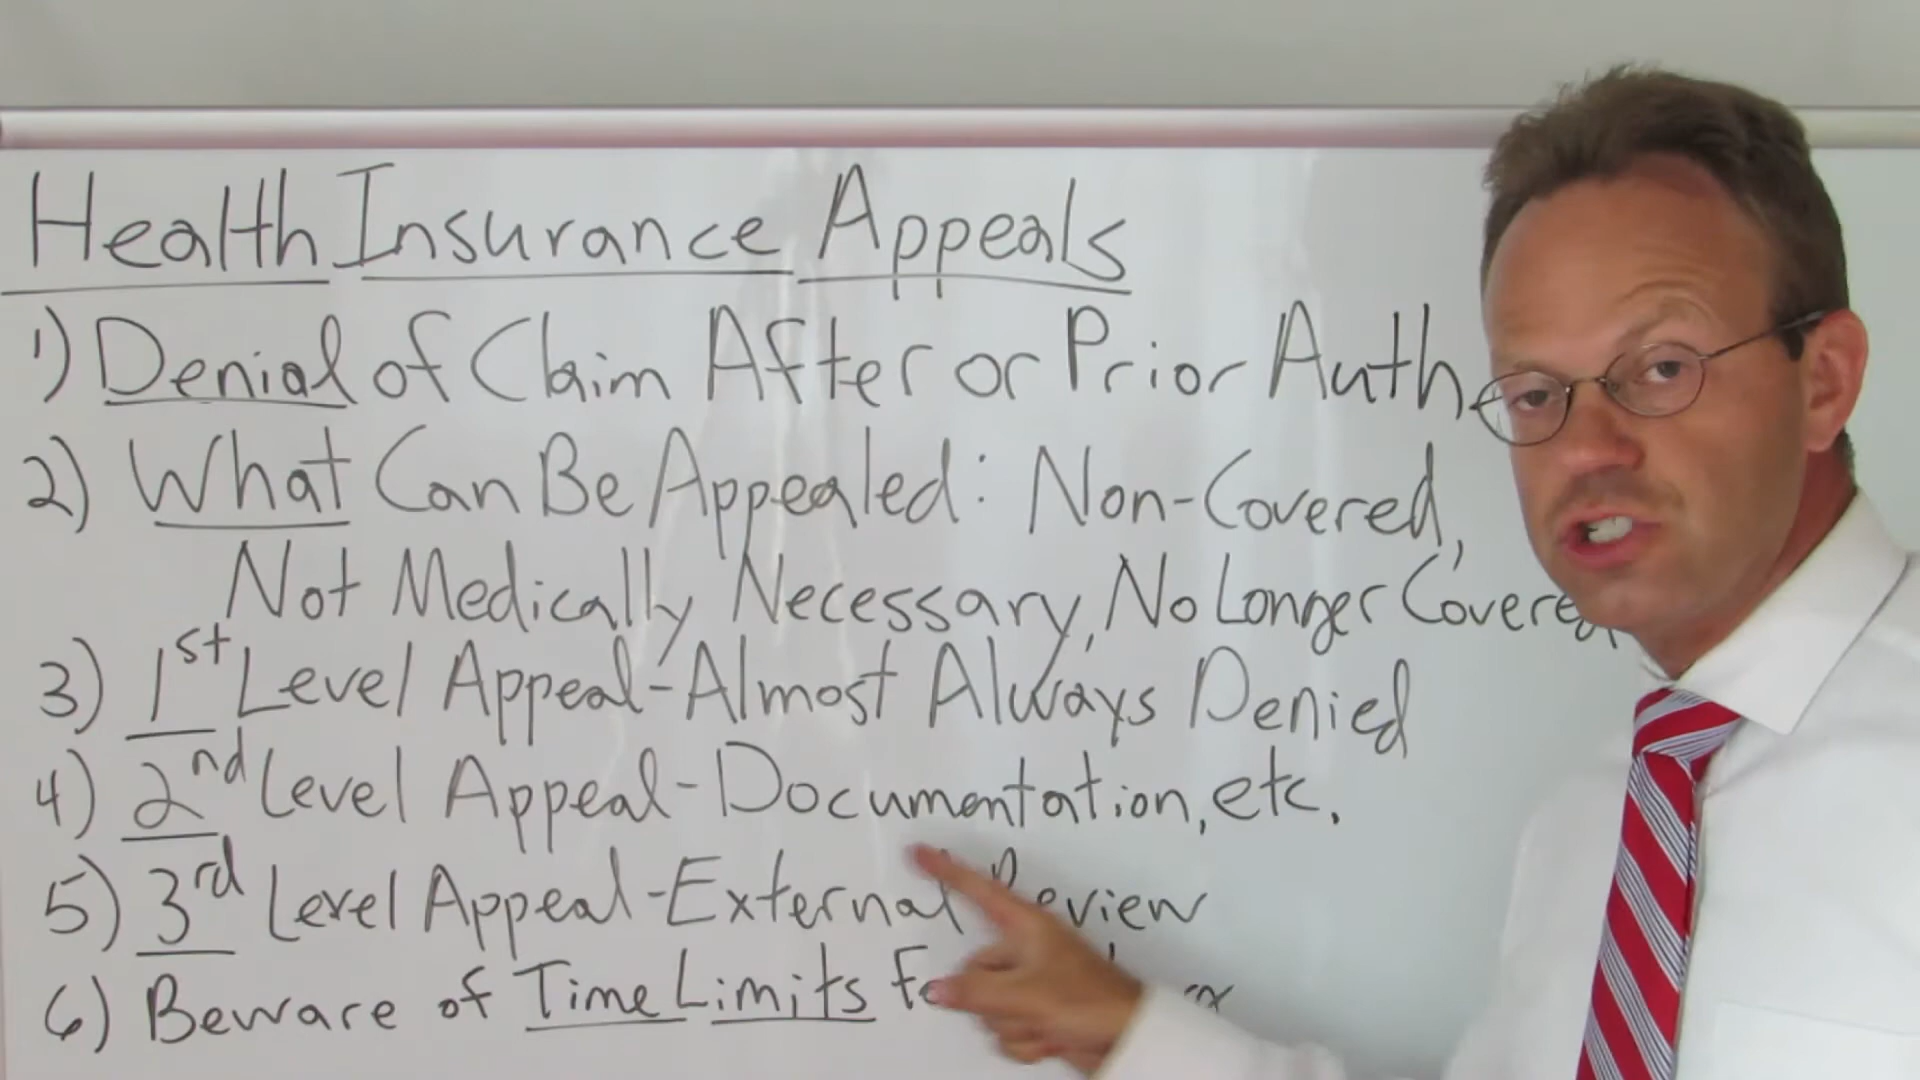 Health Insurance Appeals
1) Denial of Claim After or Prior Auth.
2) What Can Be Appealed: Non-Covered,
Not Medically Necessary, No Longer Covered
3) 1st Level Appeal-Almost Always Denied
4) 2nd Level Appeal-Documentation, etc.
5) 3rd Level Appeal-External Review
6) Beware of Time Limits